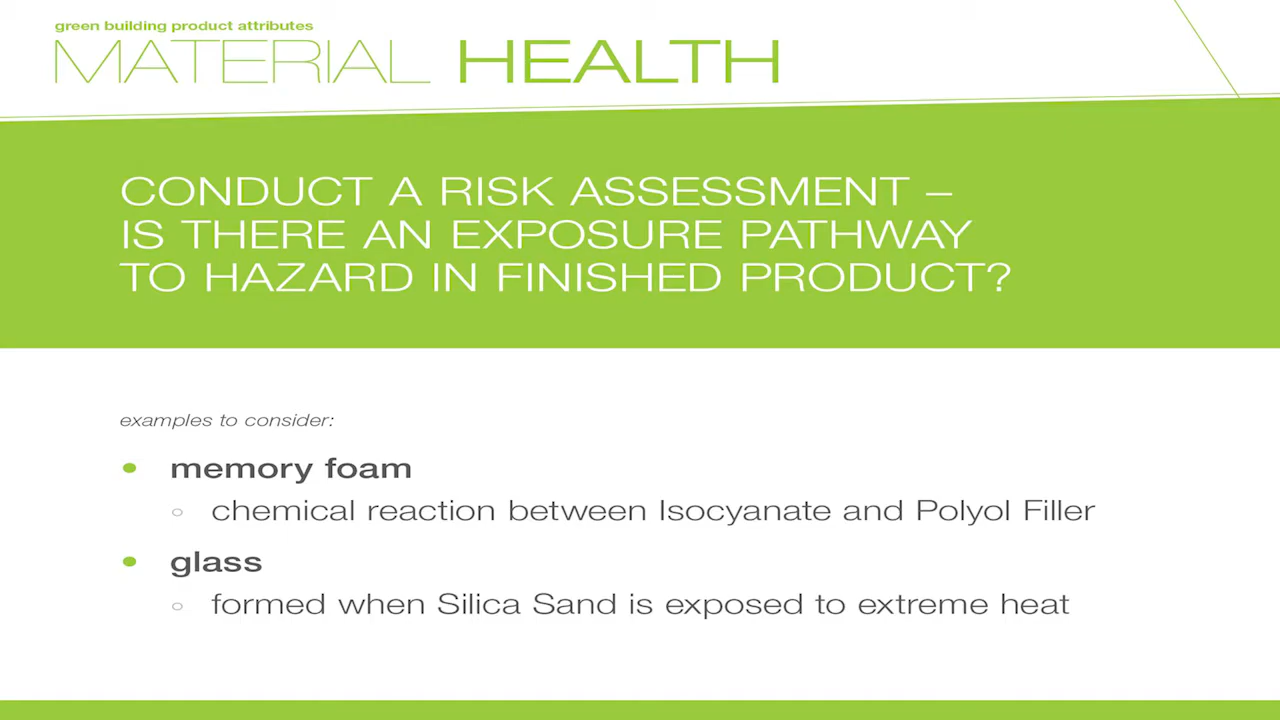 green building product attributes
MATERIAL HEALTH
CONDUCT A RISK ASSESSMENT –
IS THERE AN EXPOSURE PATHWAY
TO HAZARD IN FINISHED PRODUCT?
examples to consider:
• memory foam
○ chemical reaction between Isocyanate and Polyol Filler
• glass
○ formed when Silica Sand is exposed to extreme heat